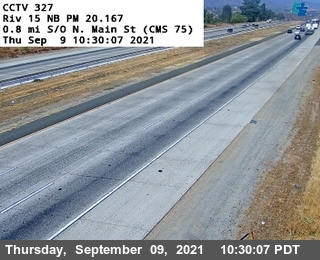 CCTV 327
Riv 15 NB PM 20.167
0.8 mi S/O N. Main St (CMS 75)
Thu Sep  9 10:30:07 2021
Thursday, September 09, 2021 10:30:07 PDT